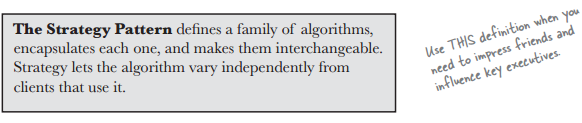 The Strategy Pattern defines a family of algorithms,
encapsulates each one, and makes them interchangeable.
Strategy lets the algorithm vary independently from
clients that use it.
Use THIS definition when you
need to impress friends and
influence key executives.